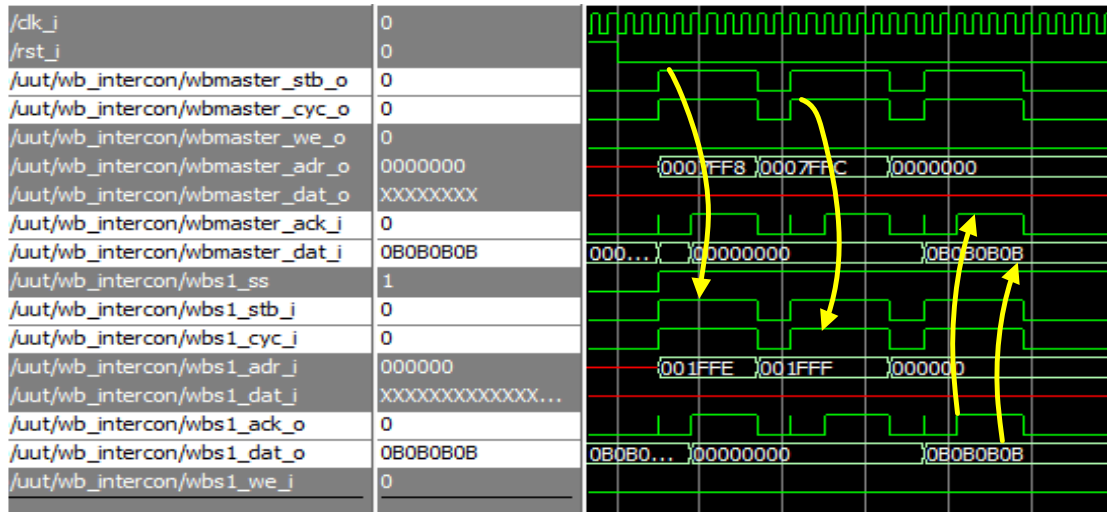 /clk_i 0
/rst_i 0
/uut/wb_intercon/wbmaster_stb_o 0
/uut/wb_intercon/wbmaster_cyc_o 0
/uut/wb_intercon/wbmaster_we_o 0
/uut/wb_intercon/wbmaster_adr_o 0000000 0007FF8 0007FFC 0000000
/uut/wb_intercon/wbmaster_dat_o XXXXXXXX
/uut/wb_intercon/wbmaster_ack_i 0
/uut/wb_intercon/wbmaster_dat_i 0B0B0B0B 000... 00000000 0B0B0B0B
/uut/wb_intercon/wbs1_ss 1
/uut/wb_intercon/wbs1_stb_i 0
/uut/wb_intercon/wbs1_cyc_i 0
/uut/wb_intercon/wbs1_adr_i 000000 001FFE 001FFF 000000
/uut/wb_intercon/wbs1_dat_i XXXXXXXXXXXXX...
/uut/wb_intercon/wbs1_ack_o 0
/uut/wb_intercon/wbs1_dat_o 0B0B0B0B 0B0B0... 00000000 0B0B0B0B
/uut/wb_intercon/wbs1_we_i 0